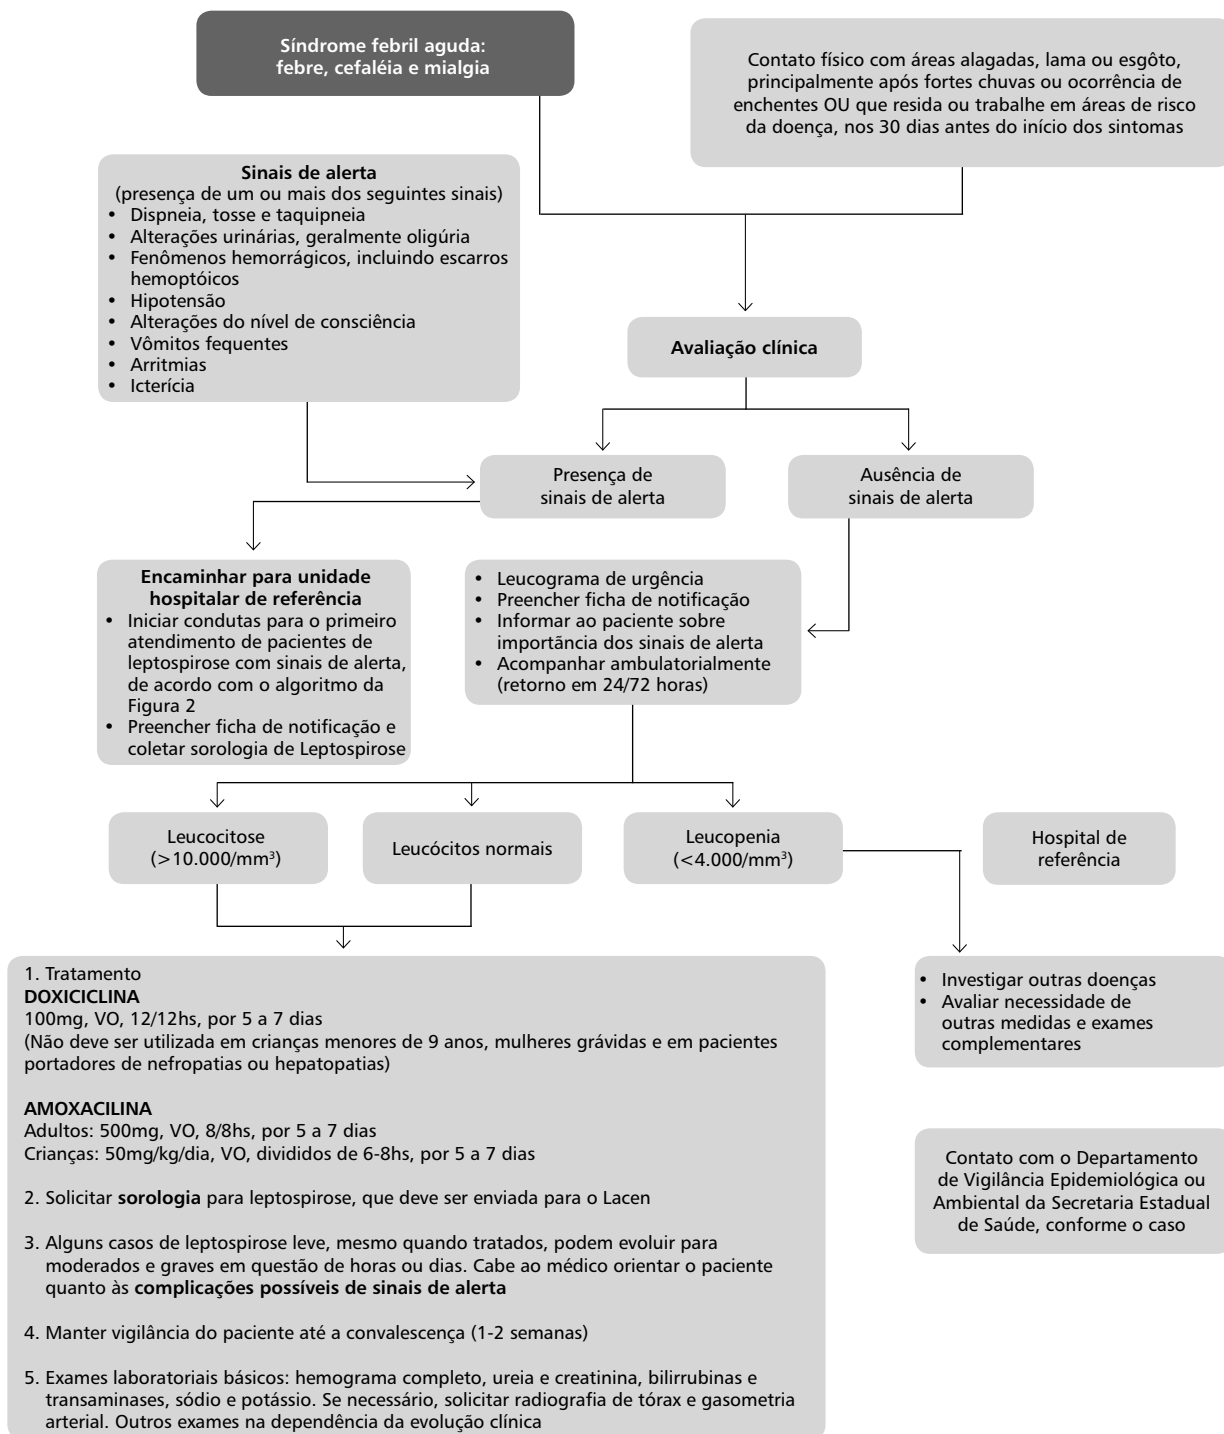 Síndrome febril aguda:
febre, cefaléia e mialgia
Contato físico com áreas alagadas, lama ou esgôto,
principalmente após fortes chuvas ou ocorrência de
enchentes OU que resida ou trabalhe em áreas de risco
da doença, nos 30 dias antes do início dos sintomas
Sinais de alerta
(presença de um ou mais dos seguintes sinais)
• Dispneia, tosse e taquipneia
• Alterações urinárias, geralmente oligúria
• Fenômenos hemorrágicos, incluindo escarros
hemoptóicos
• Hipotensão
• Alterações do nível de consciência
• Vômitos fequentes
• Arritmias
• Icterícia
Avaliação clínica
Presença de
sinais de alerta
Ausência de
sinais de alerta
Encaminhar para unidade
hospitalar de referência
• Iniciar condutas para o primeiro
atendimento de pacientes de
leptospirose com sinais de alerta,
de acordo com o algoritmo da
Figura 2
• Preencher ficha de notificação e
coletar sorologia de Leptospirose
• Leucograma de urgência
• Preencher ficha de notificação
• Informar ao paciente sobre
importância dos sinais de alerta
• Acompanhar ambulatorialmente
(retorno em 24/72 horas)
Leucocitose
(>10.000/mm³)
Leucócitos normais
Leucopenia
(<4.000/mm³)
Hospital de
referência
1. Tratamento
DOXICICLINA
100mg, VO, 12/12hs, por 5 a 7 dias
(Não deve ser utilizada em crianças menores de 9 anos, mulheres grávidas e em pacientes
portadores de nefropatias ou hepatopatias)
AMOXACILINA
Adultos: 500mg, VO, 8/8hs, por 5 a 7 dias
Crianças: 50mg/kg/dia, VO, divididos de 6-8hs, por 5 a 7 dias
2. Solicitar sorologia para leptospirose, que deve ser enviada para o Lacen
3. Alguns casos de leptospirose leve, mesmo quando tratados, podem evoluir para
moderados e graves em questão de horas ou dias. Cabe ao médico orientar o paciente
quanto às complicações possíveis de sinais de alerta
4. Manter vigilância do paciente até a convalescença (1-2 semanas)
5. Exames laboratoriais básicos: hemograma completo, ureia e creatinina, bilirrubinas e
transaminases, sódio e potássio. Se necessário, solicitar radiografia de tórax e gasometria
arterial. Outros exames na dependência da evolução clínica
• Investigar outras doenças
• Avaliar necessidade de
outras medidas e exames
complementares
Contato com o Departamento
de Vigilância Epidemiológica ou
Ambiental da Secretaria Estadual
de Saúde, conforme o caso